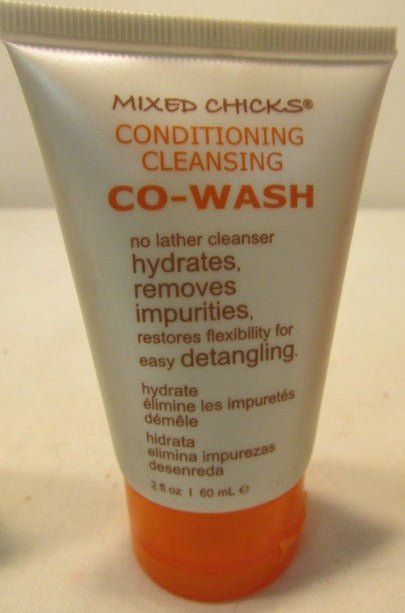 MIXED CHICKS®
CONDITIONING
CLEANSING
CO-WASH
no lather cleanser
hydrates,
removes
impurities,
restores flexibility for
easy detangling.
hydrate
élimine les impuretés
démêle
hidrata
elimina impurezas
desenreda
2 fl oz | 60 mL ℮